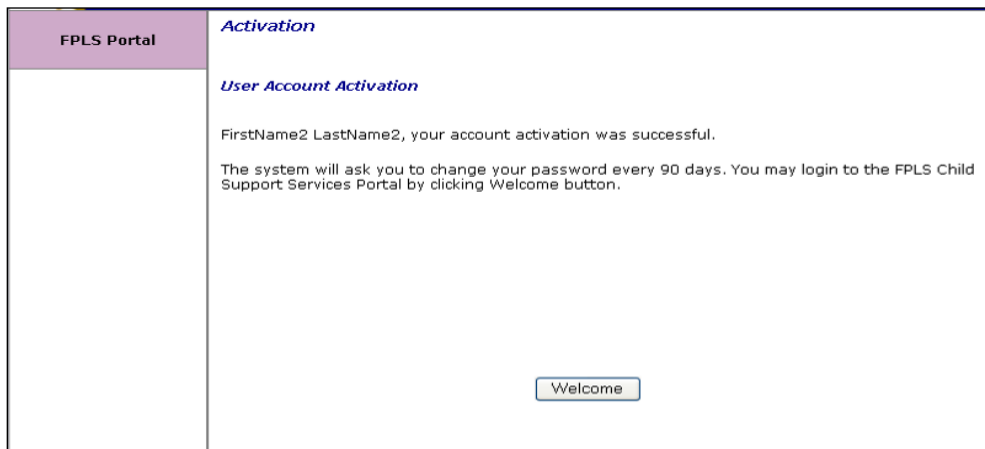 Activation
FPLS Portal
User Account Activation
FirstName2 LastName2, your account activation was successful.
The system will ask you to change your password every 90 days. You may login to the FPLS Child
Support Services Portal by clicking Welcome button.
Welcome